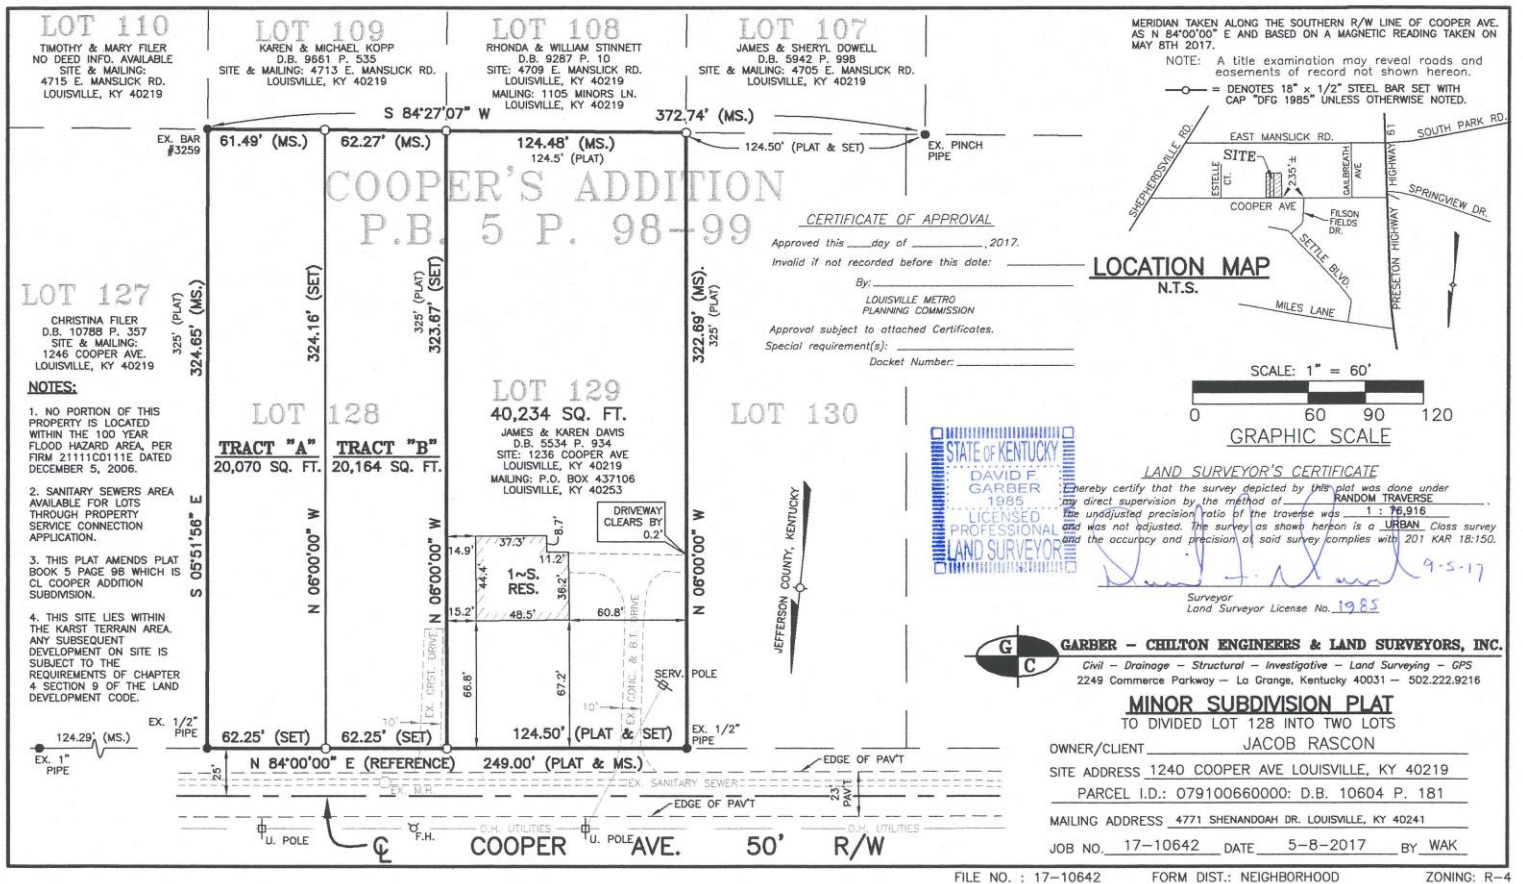 LOT 110
TIMOTHY & MARY FILER
NO DEED INFO. AVAILABLE
SITE & MAILING:
4715 E. MANSLICK RD.
LOUISVILLE, KY 40219
LOT 109
KAREN & MICHAEL KOPP
D.B. 9661 P. 535
SITE & MAILING: 4713 E. MANSLICK RD.
LOUISVILLE, KY 40219
LOT 108
RHONDA & WILLIAM STINNETT
D.B. 9287 P. 10
SITE: 4709 E. MANSLICK RD.
LOUISVILLE, KY 40219
MAILING: 1105 MINORS LN.
LOUISVILLE, KY 40219
LOT 107
JAMES & SHERYL DOWELL
D.B. 5942 P. 998
SITE & MAILING: 4705 E. MANSLICK RD.
LOUISVILLE, KY 40219
MERIDIAN TAKEN ALONG THE SOUTHERN R/W LINE OF COOPER AVE.
AS N 84°00'00" E AND BASED ON A MAGNETIC READING TAKEN ON
MAY 8TH 2017.
NOTE: A title examination may reveal roads and
easements of record not shown hereon.
= DENOTES 18" x 1/2" STEEL BAR SET WITH
CAP "DFG 1985" UNLESS OTHERWISE NOTED.
S 84°27'07" W
372.74' (MS.)
EX. BAR
#3259
61.49' (MS.)
62.27' (MS.)
124.48' (MS.)
124.5' (PLAT)
124.50' (PLAT & SET)
EX. PINCH
PIPE
COOPER'S ADDITION
P.B. 5 P. 98-99
CERTIFICATE OF APPROVAL
Approved this ____day of __________, 2017.
Invalid if not recorded before this date: __________
By: __________
LOUISVILLE METRO
PLANNING COMMISSION
Approval subject to attached Certificates.
Special requirement(s): __________
Docket Number: __________
SHEPHERDSVILLE RD.
EAST MANSLICK RD.
SOUTH PARK RD.
SITE
ESTELLE
CT.
235'±
GAILBREATH
AVE
PRESETON HIGHWAY / HIGHWAY 61
SPRINGVIEW DR.
COOPER AVE
FILSON
FIELDS
DR.
SETTLE BLVD.
MILES LANE
LOCATION MAP
N.T.S.
SCALE: 1" = 60'
0 60 90 120
GRAPHIC SCALE
LOT 127
CHRISTINA FILER
D.B. 10788 P. 357
SITE & MAILING:
1246 COOPER AVE.
LOUISVILLE, KY 40219
325' (PLAT)
324.65' (MS.)
S 05°51'56" E
324.16' (SET)
N 06°00'00" W
325' (PLAT)
323.67' (SET)
N 06°00'00" W
322.69' (MS).
325' (PLAT)
N 06°00'00" W
NOTES:
1. NO PORTION OF THIS
PROPERTY IS LOCATED
WITHIN THE 100 YEAR
FLOOD HAZARD AREA, PER
FIRM 21111C0111E DATED
DECEMBER 5, 2006.
2. SANITARY SEWERS AREA
AVAILABLE FOR LOTS
THROUGH PROPERTY
SERVICE CONNECTION
APPLICATION.
3. THIS PLAT AMENDS PLAT
BOOK 5 PAGE 98 WHICH IS
CL COOPER ADDITION
SUBDIVISION.
4. THIS SITE LIES WITHIN
THE KARST TERRAIN AREA.
ANY SUBSEQUENT
DEVELOPMENT ON SITE IS
SUBJECT TO THE
REQUIREMENTS OF CHAPTER
4 SECTION 9 OF THE LAND
DEVELOPMENT CODE.
LOT 128
TRACT "A"
20,070 SQ. FT.
TRACT "B"
20,164 SQ. FT.
LOT 129
40,234 SQ. FT.
JAMES & KAREN DAVIS
D.B. 5534 P. 934
SITE: 1236 COOPER AVE
LOUISVILLE, KY 40219
MAILING: P.O. BOX 437106
LOUISVILLE, KY 40253
DRIVEWAY
CLEARS BY
0.2'
LOT 130
14.9'
37.3'
8.7'
11.2'
44.4'
1~S.
RES.
36.2'
15.2'
48.5'
60.8'
66.8'
67.2'
EX. CRST. DRIVE
10'
EX. CONC. & B.T. DRIVE
10'
SERV. POLE
JEFFERSON COUNTY, KENTUCKY
STATE OF KENTUCKY
DAVID F.
GARBER
1985
LICENSED
PROFESSIONAL
LAND SURVEYOR
LAND SURVEYOR'S CERTIFICATE
I hereby certify that the survey depicted by this plat was done under
my direct supervision by the method of RANDOM TRAVERSE.
The unadjusted precision ratio of the traverse was 1 : 76,916
and was not adjusted. The survey as shown hereon is a URBAN Class survey
and the accuracy and precision of said survey complies with 201 KAR 18:150.
9-5-17
Surveyor
Land Surveyor License No. 1985
G C
GARBER - CHILTON ENGINEERS & LAND SURVEYORS, INC.
Civil - Drainage - Structural - Investigative - Land Surveying - GPS
2249 Commerce Parkway - La Grange, Kentucky 40031 - 502.222.9216
MINOR SUBDIVISION PLAT
TO DIVIDED LOT 128 INTO TWO LOTS
OWNER/CLIENT JACOB RASCON
SITE ADDRESS 1240 COOPER AVE LOUISVILLE, KY 40219
PARCEL I.D.: 079100660000: D.B. 10604 P. 181
MAILING ADDRESS 4771 SHENANDOAH DR. LOUISVILLE, KY 40241
JOB NO. 17-10642 DATE 5-8-2017 BY WAK
124.29' (MS.)
EX. 1"
PIPE
EX. 1/2"
PIPE
62.25' (SET)
62.25' (SET)
124.50' (PLAT & SET)
EX. 1/2"
PIPE
N 84°00'00" E (REFERENCE)
249.00' (PLAT & MS.)
EDGE OF PAV'T
25'
EX. M.H.
EX. SANITARY SEWER
EDGE OF PAV'T
23'
PAV'T
U. POLE
F.H.
O.H. UTILITIES
U. POLE
O.H. UTILITIES
CL
COOPER AVE. 50' R/W
FILE NO. : 17-10642 FORM DIST.: NEIGHBORHOOD ZONING: R-4